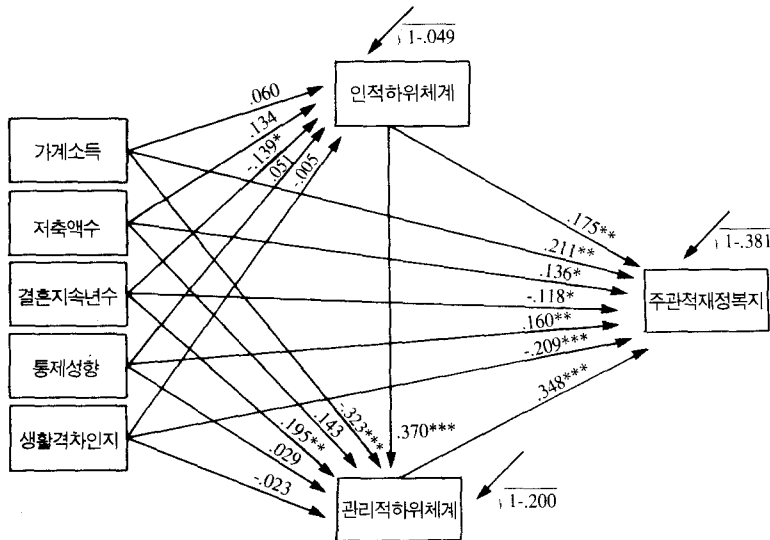 √1-.049
인적하위체계
.060
.134
-.139*
.051
-.005
가계소득
저축액수
결혼지속년수
통제성향
생활격차인지
.175**
.211**
.136*
-.118*
.160**
-.209***
.348***
√1-.381
주관적재정복지
-.323***
.143
.195**
.029
-.023
.370***
관리적하위체계
√1-.200